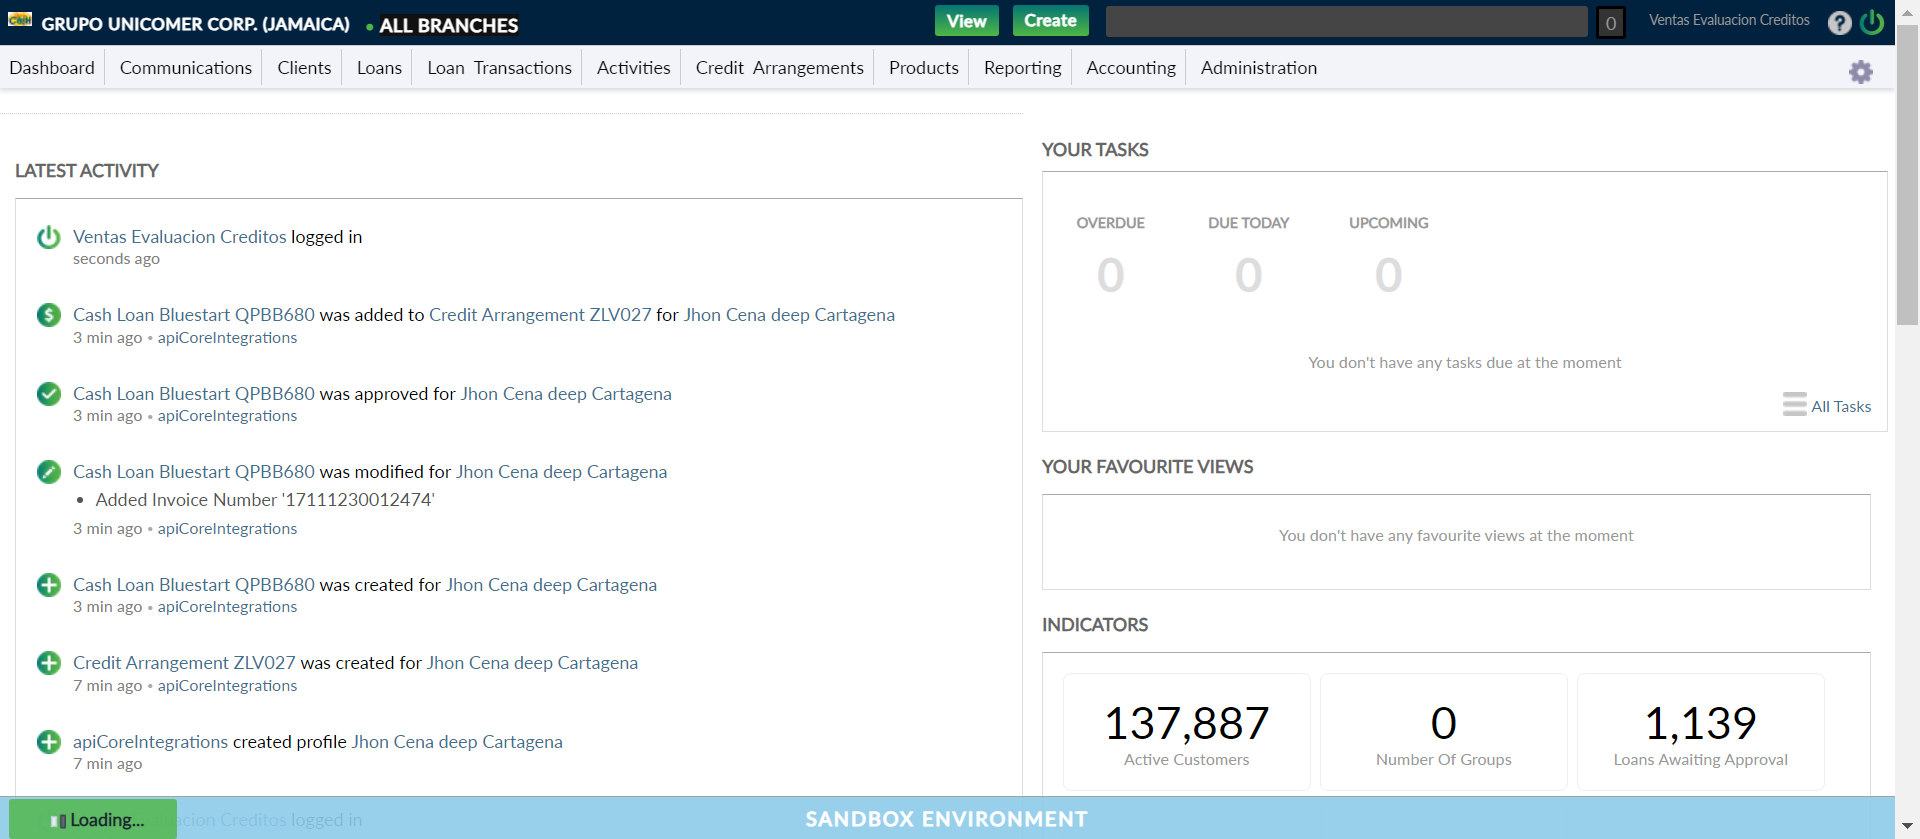 Cash GRUPO UNICOMER CORP. (JAMAICA) • ALL BRANCHES View Create 0 Ventas Evaluacion Creditos ?
Dashboard Communications Clients Loans Loan Transactions Activities Credit Arrangements Products Reporting Accounting Administration
LATEST ACTIVITY
Ventas Evaluacion Creditos logged in
seconds ago
Cash Loan Bluestart QPBB680 was added to Credit Arrangement ZLV027 for Jhon Cena deep Cartagena
3 min ago • apiCoreIntegrations
Cash Loan Bluestart QPBB680 was approved for Jhon Cena deep Cartagena
3 min ago • apiCoreIntegrations
Cash Loan Bluestart QPBB680 was modified for Jhon Cena deep Cartagena
• Added Invoice Number '17111230012474'
3 min ago • apiCoreIntegrations
Cash Loan Bluestart QPBB680 was created for Jhon Cena deep Cartagena
3 min ago • apiCoreIntegrations
Credit Arrangement ZLV027 was created for Jhon Cena deep Cartagena
7 min ago • apiCoreIntegrations
apiCoreIntegrations created profile Jhon Cena deep Cartagena
7 min ago
YOUR TASKS
OVERDUE DUE TODAY UPCOMING
0 0 0
You don't have any tasks due at the moment
All Tasks
YOUR FAVOURITE VIEWS
You don't have any favourite views at the moment
INDICATORS
137,887 0 1,139
Active Customers Number Of Groups Loans Awaiting Approval
Loading... cion Creditos logged in SANDBOX ENVIRONMENT